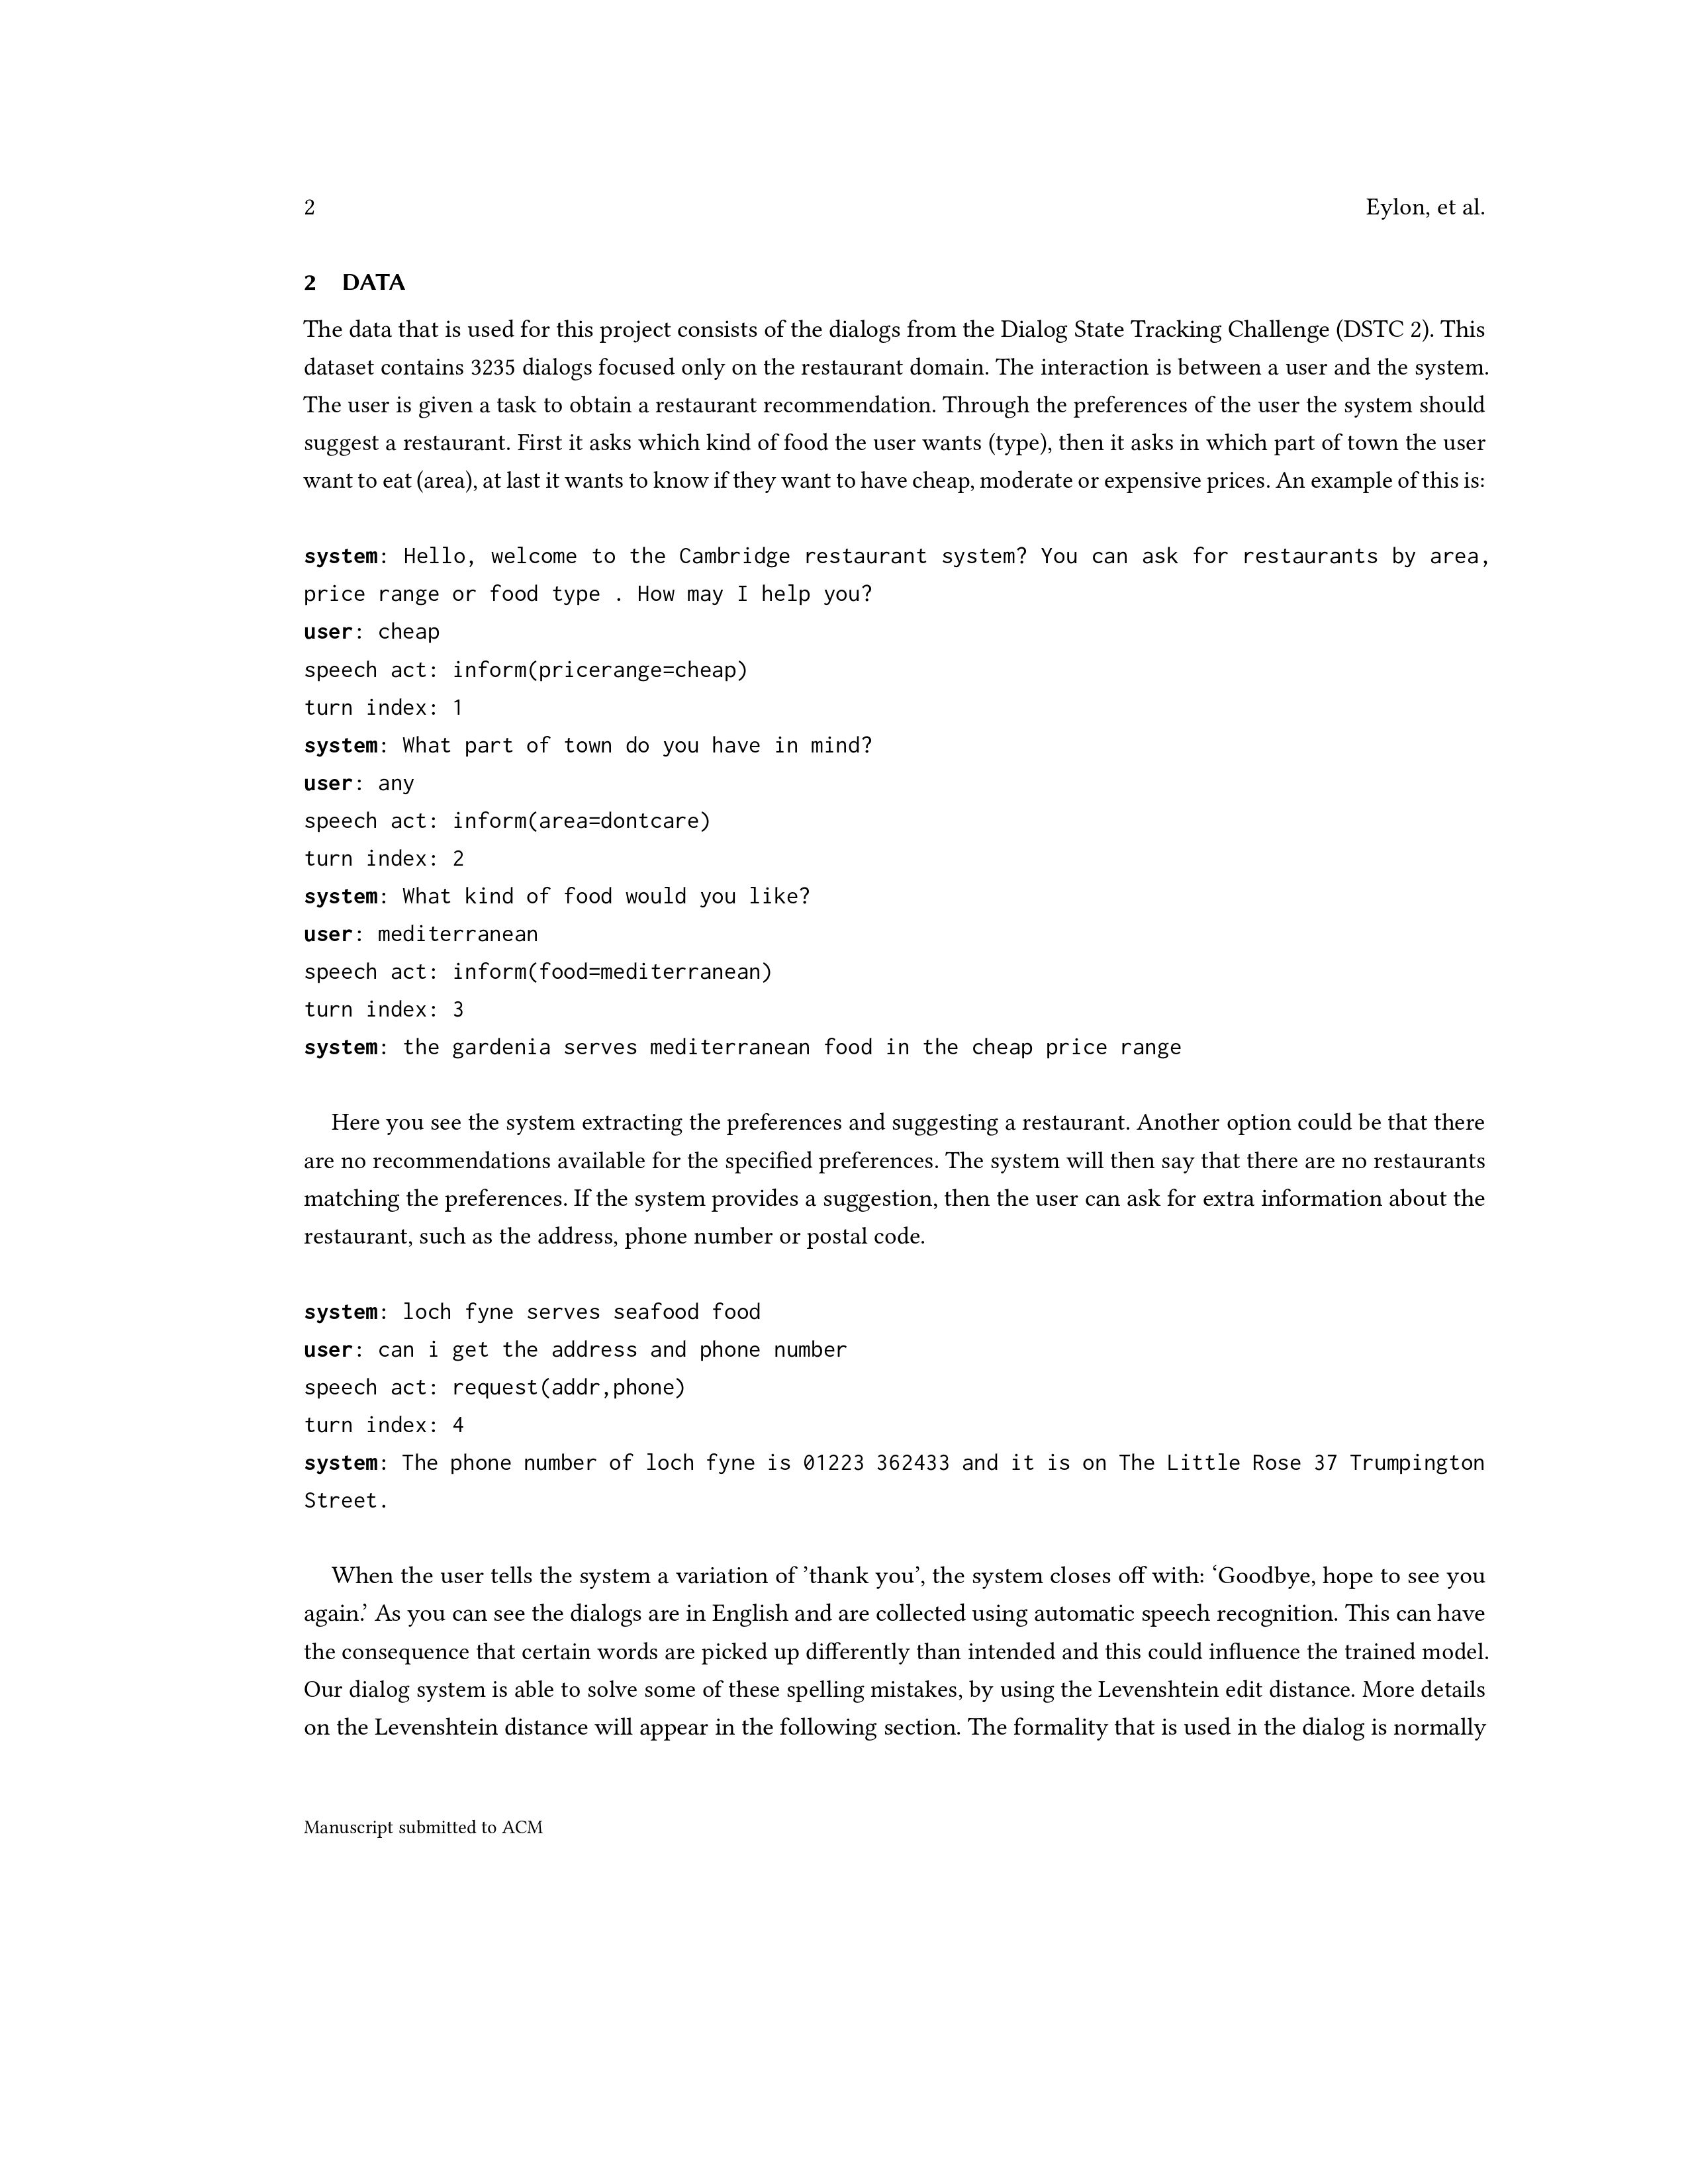 2
Eylon, et al.
2 DATA
The data that is used for this project consists of the dialogs from the Dialog State Tracking Challenge (DSTC 2). This
dataset contains 3235 dialogs focused only on the restaurant domain. The interaction is between a user and the system.
The user is given a task to obtain a restaurant recommendation. Through the preferences of the user the system should
suggest a restaurant. First it asks which kind of food the user wants (type), then it asks in which part of town the user
want to eat (area), at last it wants to know if they want to have cheap, moderate or expensive prices. An example of this is:
system: Hello, welcome to the Cambridge restaurant system? You can ask for restaurants by area,
price range or food type . How may I help you?
user: cheap
speech act: inform(pricerange=cheap)
turn index: 1
system: What part of town do you have in mind?
user: any
speech act: inform(area=dontcare)
turn index: 2
system: What kind of food would you like?
user: mediterranean
speech act: inform(food=mediterranean)
turn index: 3
system: the gardenia serves mediterranean food in the cheap price range
Here you see the system extracting the preferences and suggesting a restaurant. Another option could be that there
are no recommendations available for the specified preferences. The system will then say that there are no restaurants
matching the preferences. If the system provides a suggestion, then the user can ask for extra information about the
restaurant, such as the address, phone number or postal code.
system: loch fyne serves seafood food
user: can i get the address and phone number
speech act: request(addr,phone)
turn index: 4
system: The phone number of loch fyne is 01223 362433 and it is on The Little Rose 37 Trumpington
Street.
When the user tells the system a variation of ’thank you’, the system closes off with: ‘Goodbye, hope to see you
again.’ As you can see the dialogs are in English and are collected using automatic speech recognition. This can have
the consequence that certain words are picked up differently than intended and this could influence the trained model.
Our dialog system is able to solve some of these spelling mistakes, by using the Levenshtein edit distance. More details
on the Levenshtein distance will appear in the following section. The formality that is used in the dialog is normally
Manuscript submitted to ACM